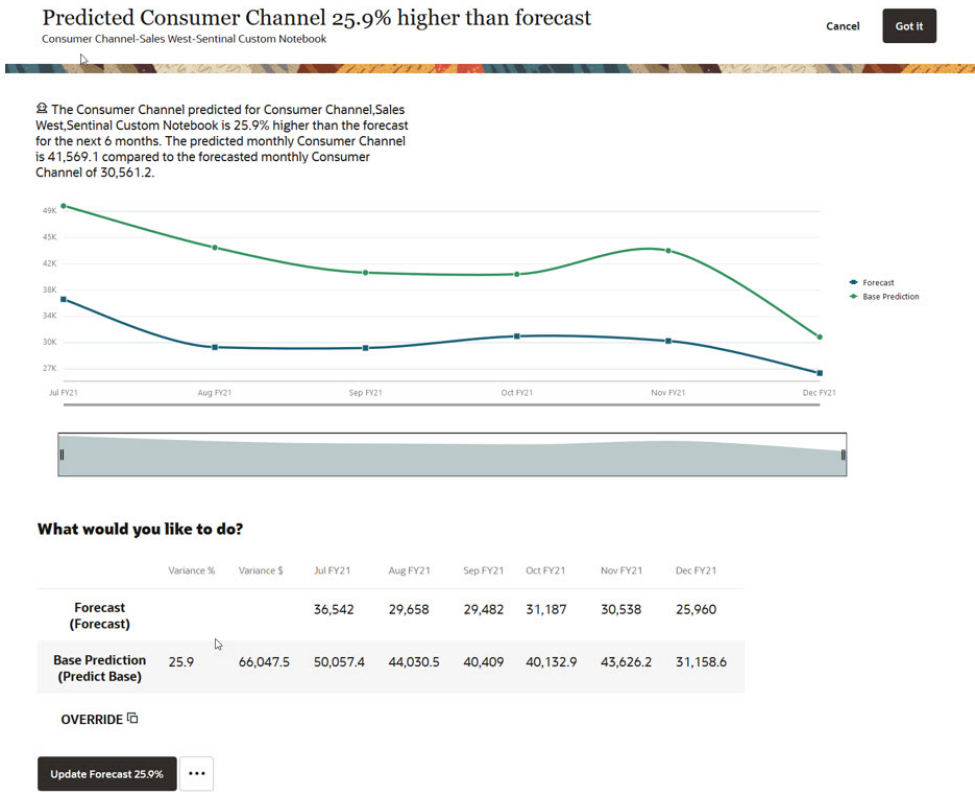 Predicted Consumer Channel 25.9% higher than forecast
Consumer Channel-Sales West-Sentinal Custom Notebook
Cancel
Got It
The Consumer Channel predicted for Consumer Channel,Sales
West,Sentinal Custom Notebook is 25.9% higher than the forecast
for the next 6 months. The predicted monthly Consumer Channel
is 41,569.1 compared to the forecasted monthly Consumer
Channel of 30,561.2.
49K
45K
42K
38K
34K
30K
27K
Jul FY21 Aug FY21 Sep FY21 Oct FY21 Nov FY21 Dec FY21
Forecast
Base Prediction
What would you like to do?
Variance % Variance $ Jul FY21 Aug FY21 Sep FY21 Oct FY21 Nov FY21 Dec FY21
Forecast
(Forecast)
36,542 29,658 29,482 31,187 30,538 25,960
Base Prediction
(Predict Base)
25.9 66,047.5 50,057.4 44,030.5 40,409 40,132.9 43,626.2 31,158.6
OVERRIDE
Update Forecast 25.9%